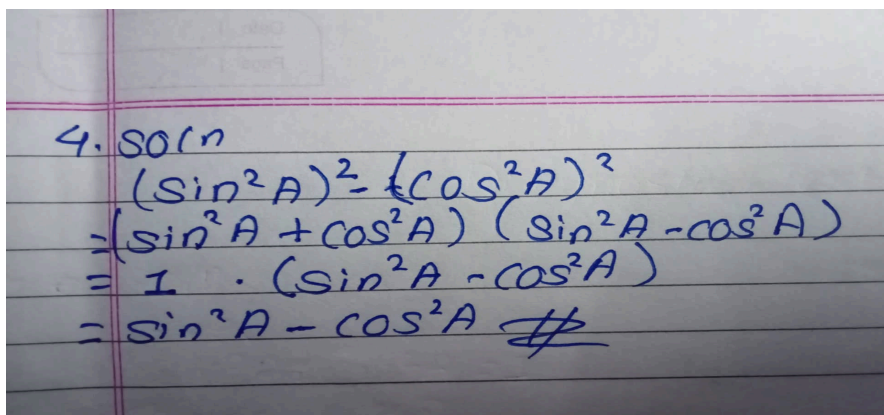 4. soln
(sin²A)² - (cos²A)²
= (sin²A + cos²A) (sin²A - cos²A)
= 1 . (sin²A - cos²A)
= sin²A - cos²A #